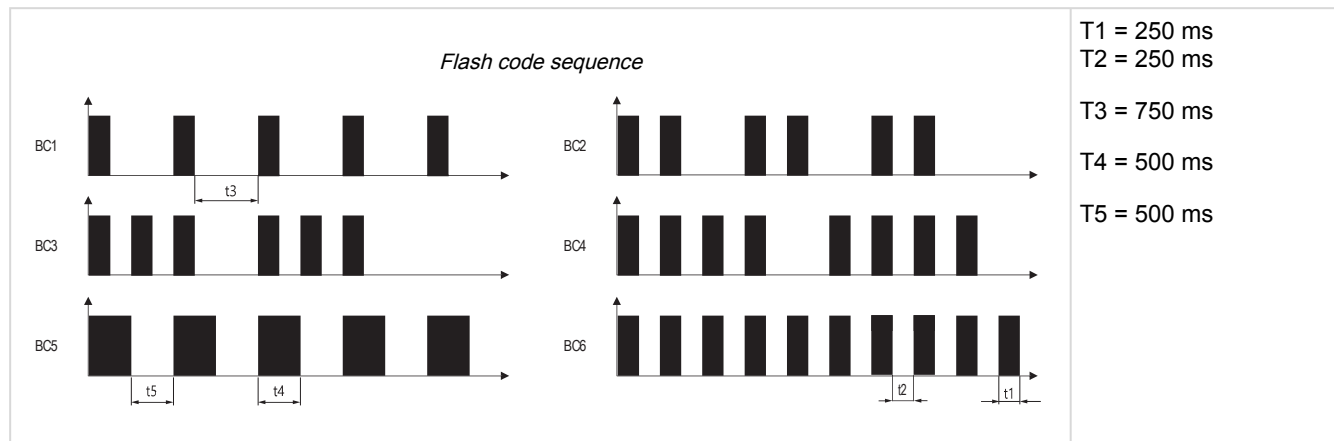 Flash code sequence
BC1
t3
BC2
BC3
BC4
BC5
t5
t4
BC6
t2
t1
T1 = 250 ms
T2 = 250 ms
T3 = 750 ms
T4 = 500 ms
T5 = 500 ms